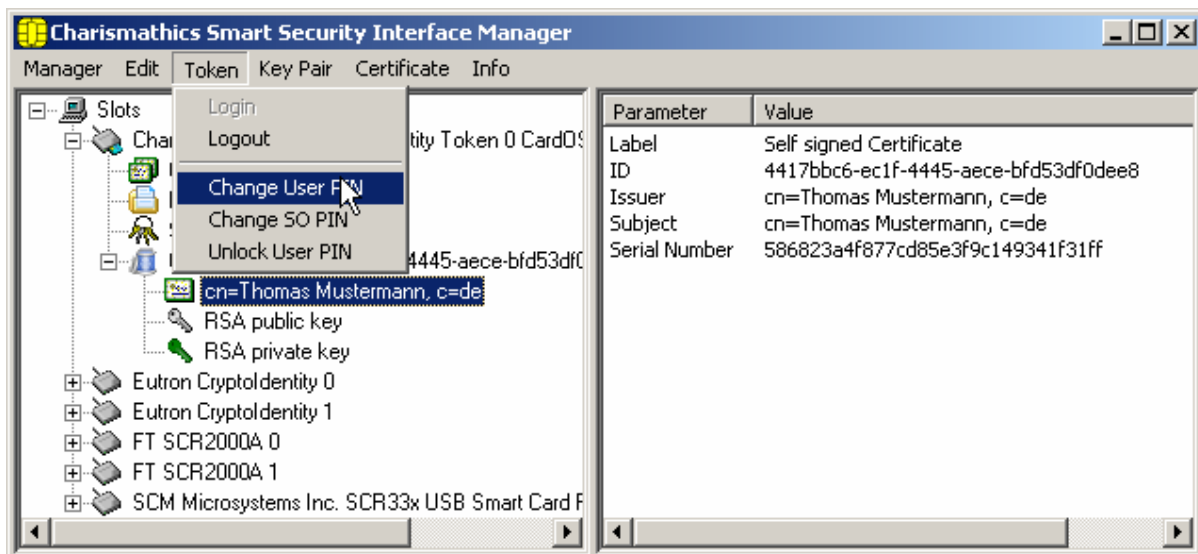 Charismathics Smart Security Interface Manager
Manager Edit Token Key Pair Certificate Info
Slots
Login
Logout
Change User PIN
Change SO PIN
Unlock User PIN
Token 0
4445-aece-bfd53df
cn=Thomas Mustermann, c=de
RSA public key
RSA private key
Eutron CryptoIdentity 0
Eutron CryptoIdentity 1
FT SCR2000A 0
FT SCR2000A 1
SCM Microsystems Inc. SCR33x USB Smart Card
Parameter Value
Label Self signed Certificate
ID 4417bbc6-ec1f-4445-aece-bfd53df0dee8
Issuer cn=Thomas Mustermann, c=de
Subject cn=Thomas Mustermann, c=de
Serial Number 586823a4f877cd85e3f9c149341f31ff